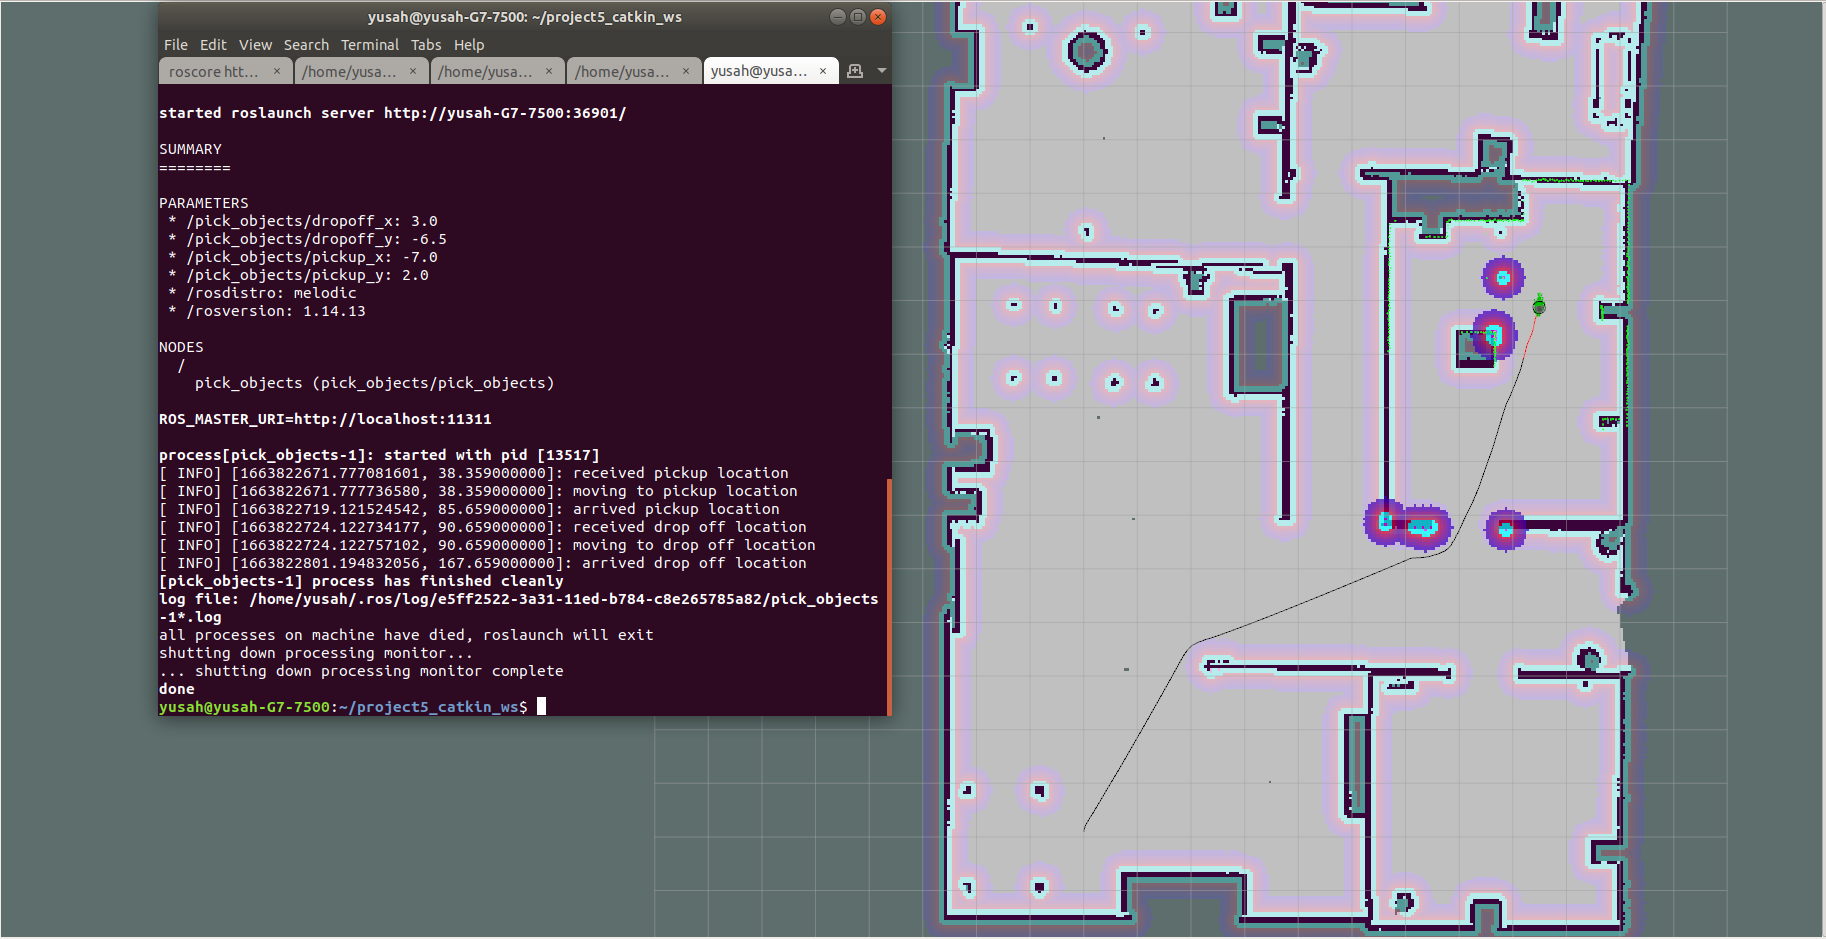 yusah@yusah-G7-7500: ~/project5_catkin_ws
File Edit View Search Terminal Tabs Help
roscore htt... × /home/yusa... × /home/yusa... × /home/yusa... × yusah@yusa... ×
started roslaunch server http://yusah-G7-7500:36901/
SUMMARY
========
PARAMETERS
* /pick_objects/dropoff_x: 3.0
* /pick_objects/dropoff_y: -6.5
* /pick_objects/pickup_x: -7.0
* /pick_objects/pickup_y: 2.0
* /rosdistro: melodic
* /rosversion: 1.14.13
NODES
/
pick_objects (pick_objects/pick_objects)
ROS_MASTER_URI=http://localhost:11311
process[pick_objects-1]: started with pid [13517]
[ INFO] [1663822671.777081601, 38.359000000]: received pickup location
[ INFO] [1663822671.777736580, 38.359000000]: moving to pickup location
[ INFO] [1663822719.121524542, 85.659000000]: arrived pickup location
[ INFO] [1663822724.122734177, 90.659000000]: received drop off location
[ INFO] [1663822724.122757102, 90.659000000]: moving to drop off location
[ INFO] [1663822801.194832056, 167.659000000]: arrived drop off location
[pick_objects-1] process has finished cleanly
log file: /home/yusah/.ros/log/e5ff2522-3a31-11ed-b784-c8e265785a82/pick_objects
-1*.log
all processes on machine have died, roslaunch will exit
shutting down processing monitor...
... shutting down processing monitor complete
done
yusah@yusah-G7-7500:~/project5_catkin_ws$